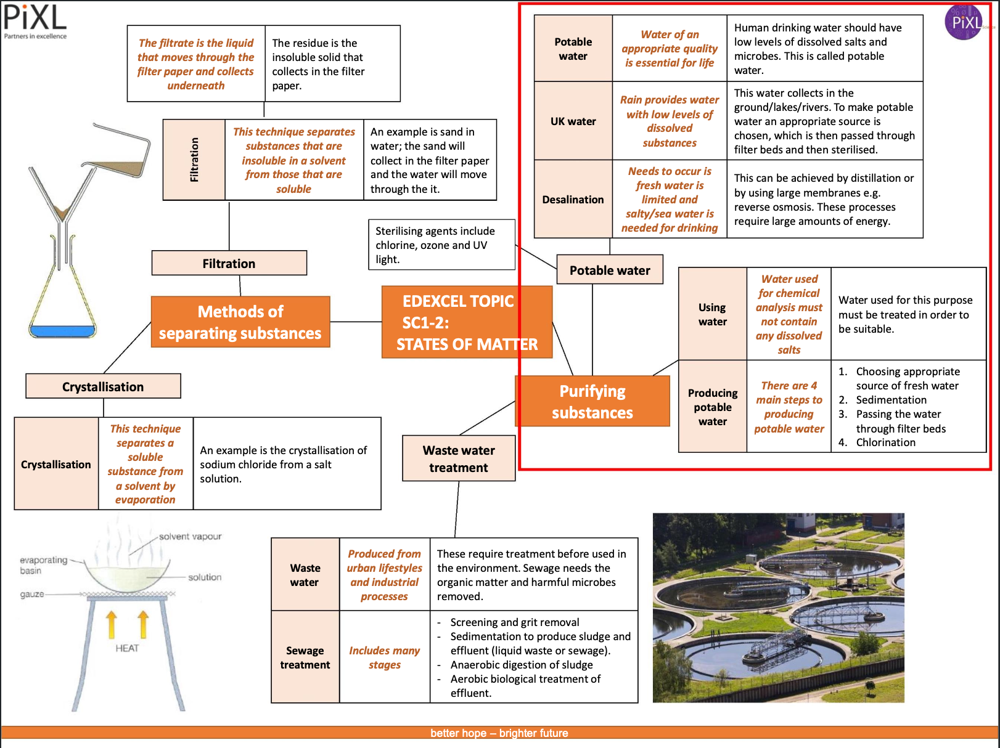 PiXL
Partners in excellence
The filtrate is the liquid
that moves through the
filter paper and collects
underneath
The residue is the
insoluble solid that
collects in the filter
paper.
Filtration
This technique separates
substances that are
insoluble in a solvent
from those that are
soluble
An example is sand in
water; the sand will
collect in the filter paper
and the water will move
through the it.
Filtration
Methods of
separating substances
Crystallisation
Crystallisation
This technique
separates a
soluble
substance from
a solvent by
evaporation
An example is the crystallisation of
sodium chloride from a salt
solution.
solvent vapour
evaporating
basin
solution
gauze
HEAT
EDEXCEL TOPIC
SC1-2:
STATES OF MATTER
Sterilising agents include
chlorine, ozone and UV
light.
PiXL
Science
Potable
water
Water of an
appropriate quality
is essential for life
Human drinking water should have
low levels of dissolved salts and
microbes. This is called potable
water.
UK water
Rain provides water
with low levels of
dissolved
substances
This water collects in the
ground/lakes/rivers. To make potable
water an appropriate source is
chosen, which is then passed through
filter beds and then sterilised.
Desalination
Needs to occur is
fresh water is
limited and
salty/sea water is
needed for drinking
This can be achieved by distillation or
by using large membranes e.g.
reverse osmosis. These processes
require large amounts of energy.
Potable water
Using
water
Water used
for chemical
analysis must
not contain
any dissolved
salts
Water used for this purpose
must be treated in order to
be suitable.
Producing
potable
water
There are 4
main steps to
producing
potable water
1. Choosing appropriate
source of fresh water
2. Sedimentation
3. Passing the water
through filter beds
4. Chlorination
Purifying
substances
Waste water
treatment
Waste
water
Produced from
urban lifestyles
and industrial
processes
These require treatment before used in
the environment. Sewage needs the
organic matter and harmful microbes
removed.
Sewage
treatment
Includes many
stages
- Screening and grit removal
- Sedimentation to produce sludge and
effluent (liquid waste or sewage).
- Anaerobic digestion of sludge
- Aerobic biological treatment of
effluent.
better hope – brighter future